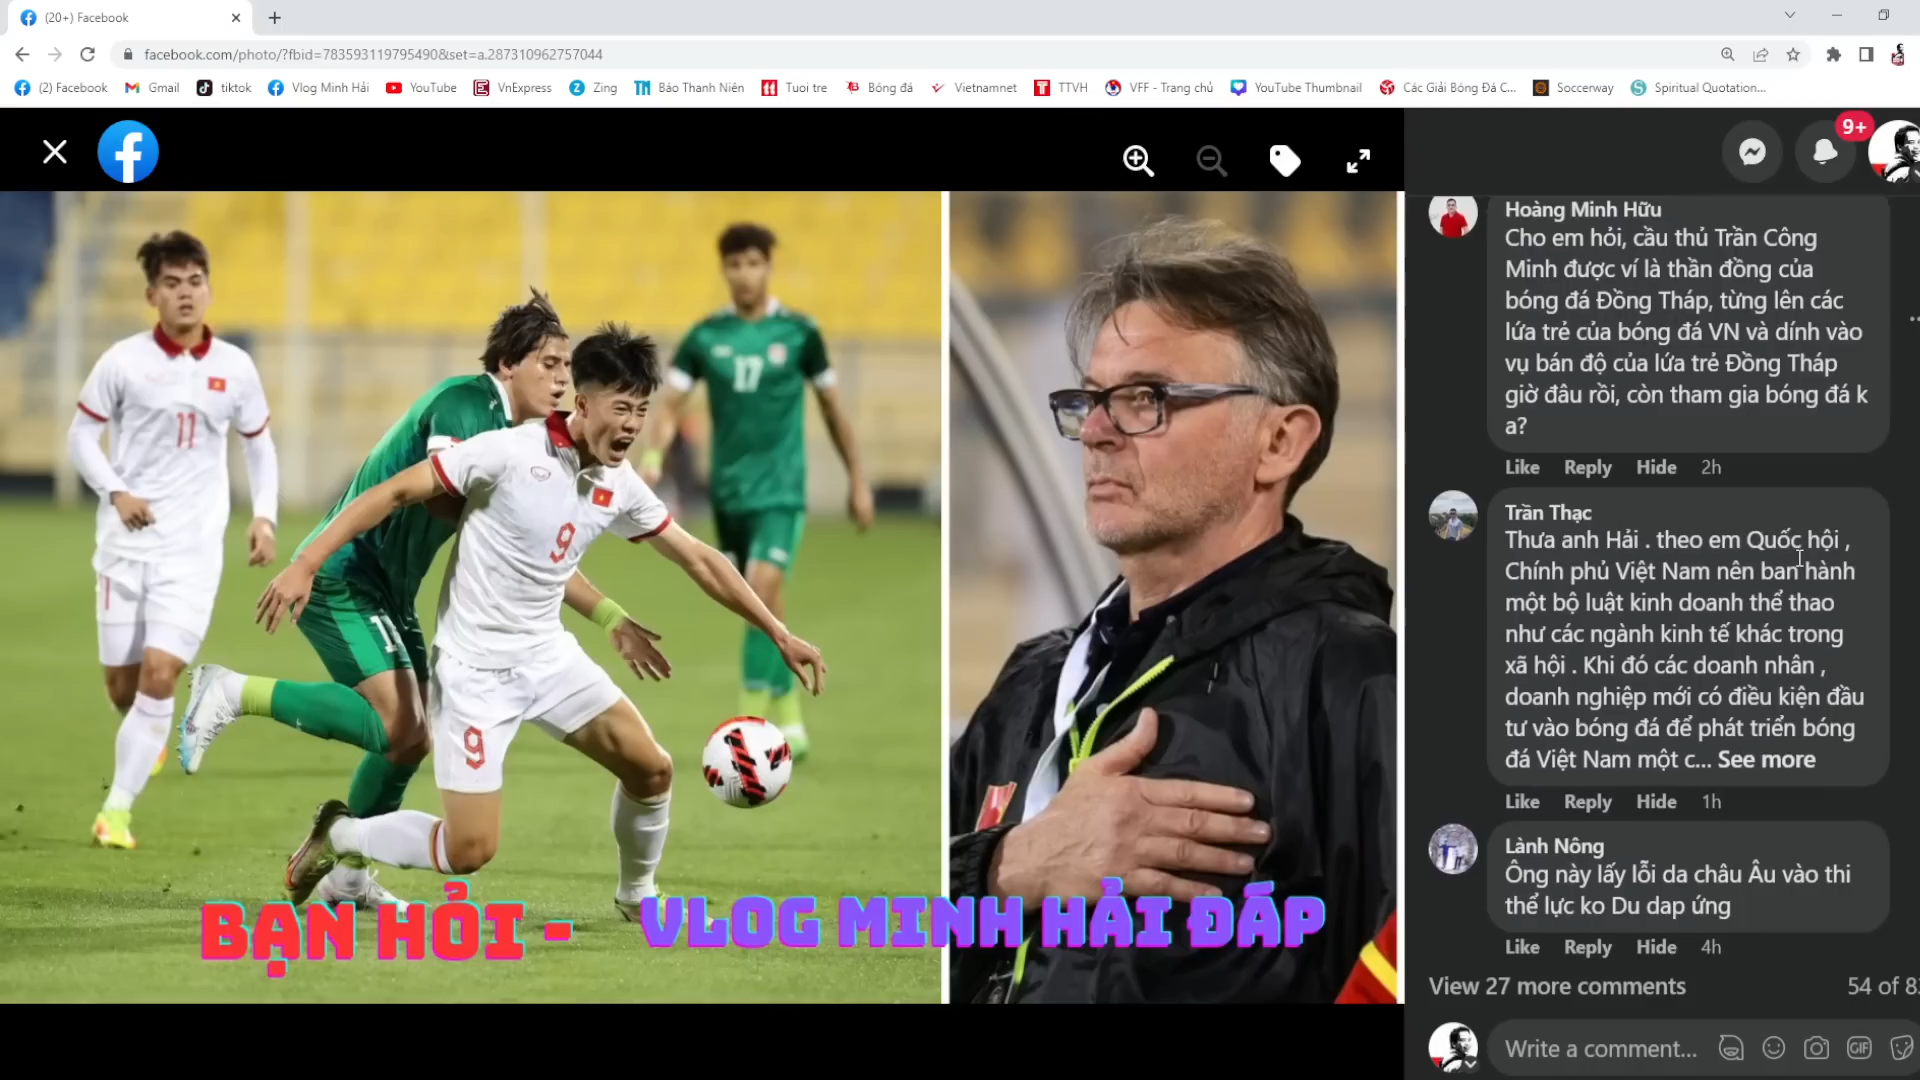 (20+) Facebook
facebook.com/photo/?fbid=783593119795490&set=a.287310962757044
(2) Facebook
Gmail
tiktok
Vlog Minh Hải
YouTube
VnExpress
Zing
Báo Thanh Niên
Tuoi tre
Bóng đá
Vietnamnet
TTVH
VFF - Trang chủ
YouTube Thumbnail
Các Giải Bóng Đá C...
Soccerway
Spiritual Quotation...
9+
11
17
9
9
BẠN HỎI -
VLOG MINH HẢI ĐÁP
Hoàng Minh Hữu
Cho em hỏi, cầu thủ Trần Công
Minh được ví là thần đồng của
bóng đá Đồng Tháp, từng lên các
lứa trẻ của bóng đá VN và dính vào
vụ bán độ của lứa trẻ Đồng Tháp
giờ đâu rồi, còn tham gia bóng đá k
a?
Like Reply Hide 2h
Trần Thạc
Thưa anh Hải . theo em Quốc hội ,
Chính phủ Việt Nam nên ban hành
một bộ luật kinh doanh thể thao
như các ngành kinh tế khác trong
xã hội . Khi đó các doanh nhân ,
doanh nghiệp mới có điều kiện đầu
tư vào bóng đá để phát triển bóng
đá Việt Nam một c... See more
Like Reply Hide 1h
Lành Nông
Ông này lấy lỗi da châu Âu vào thi
thể lực ko Du dap ứng
Like Reply Hide 4h
View 27 more comments
54 of 83
Write a comment...
GIF